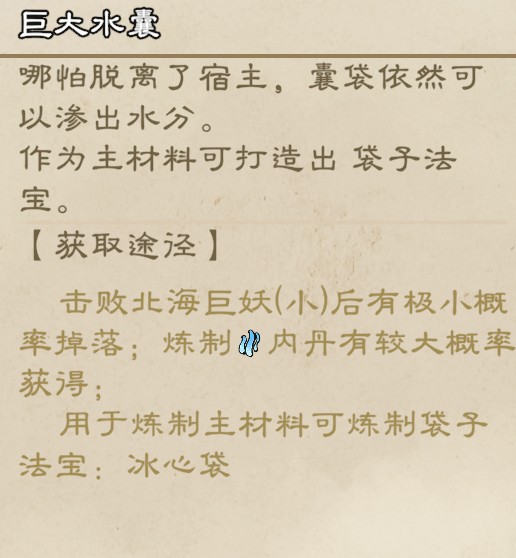 巨大水囊
哪怕脱离了宿主，囊袋依然可
以渗出水分。
作为主材料可打造出 袋子法
宝。
【获取途径】
击败北海巨妖(小)后有极小概
率掉落；炼制内丹有较大概率
获得；
用于炼制主材料可炼制袋子
法宝：冰心袋